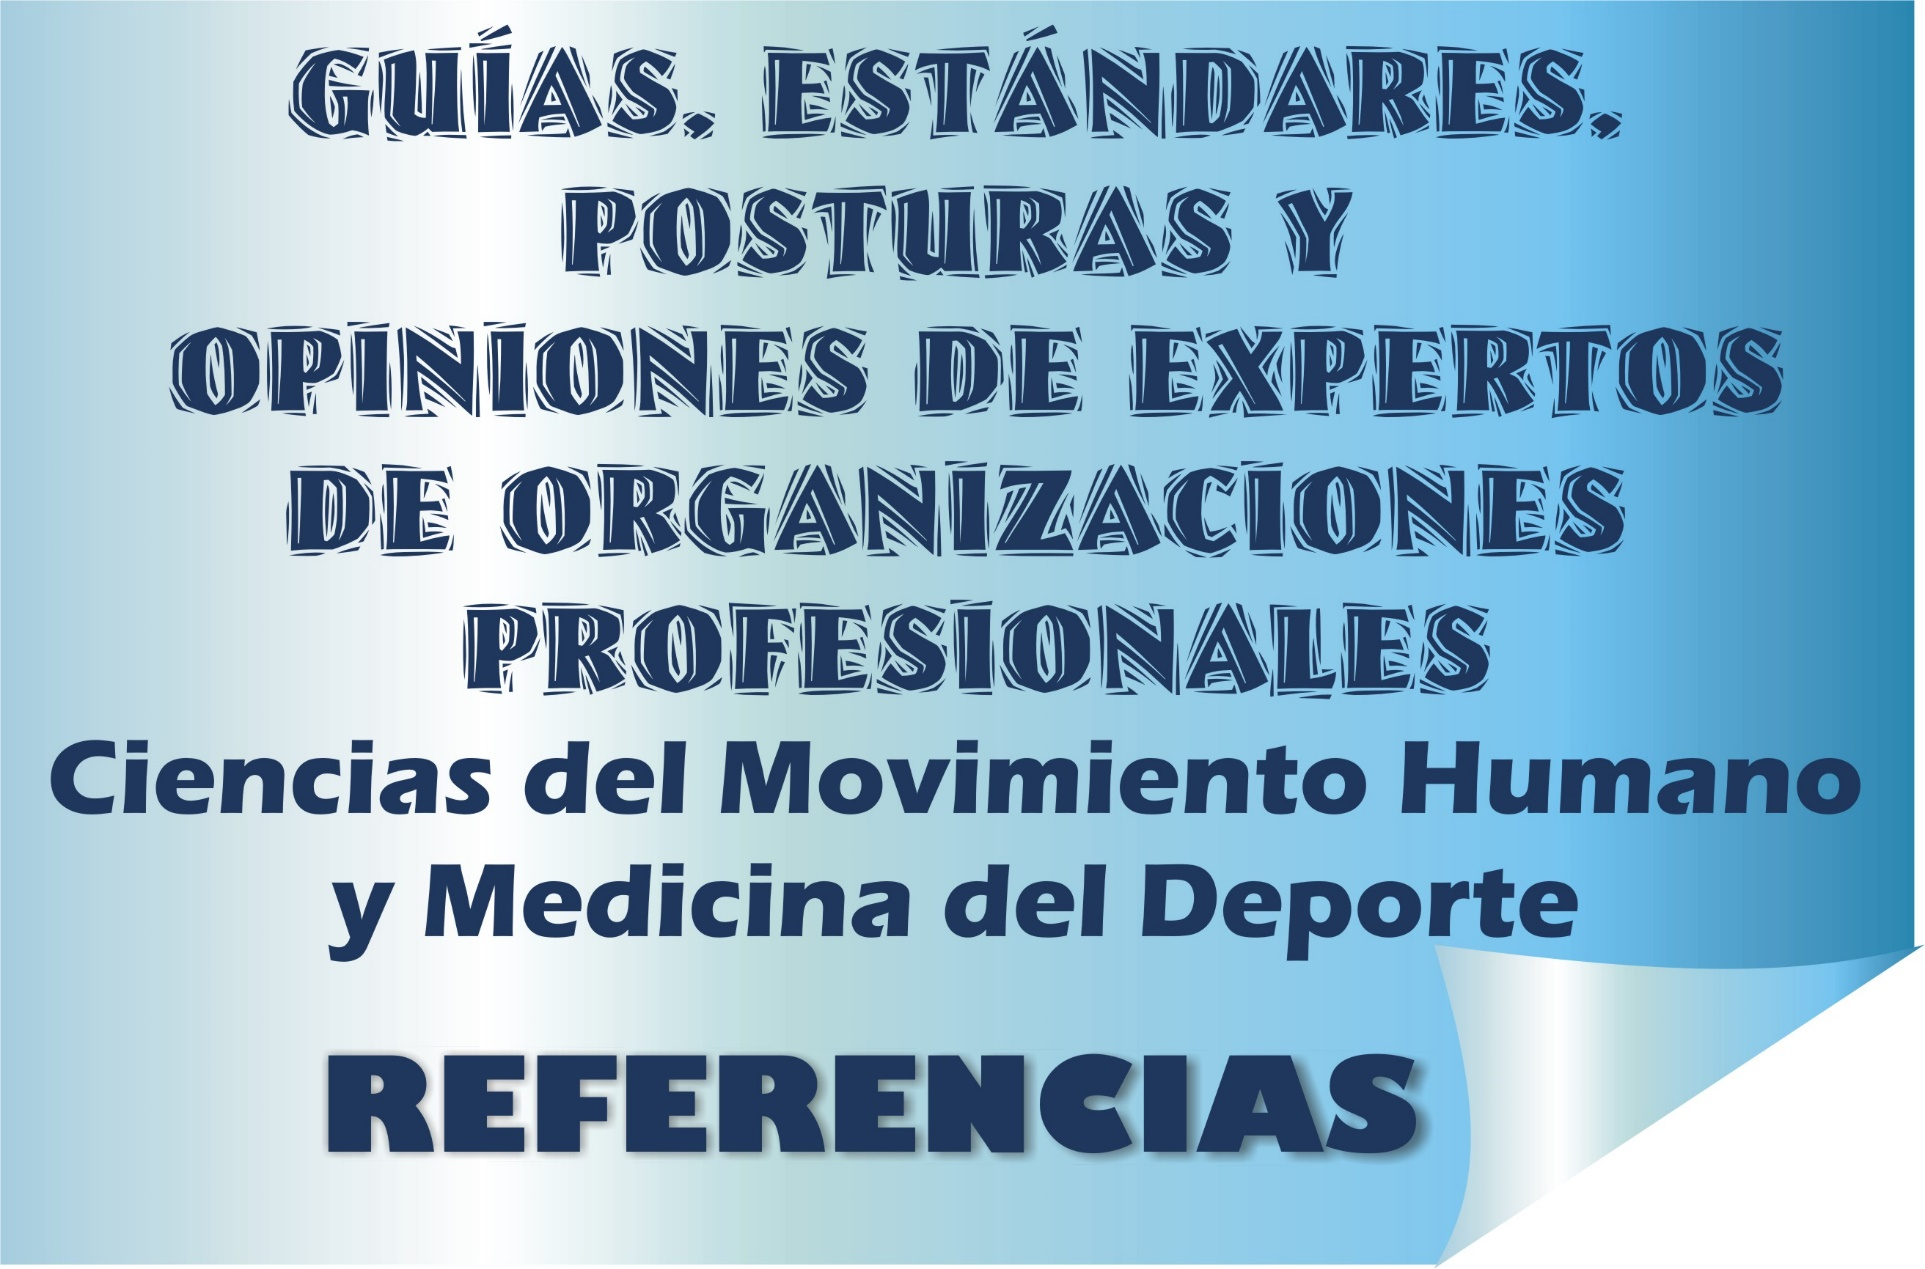 GUÍAS, ESTÁNDARES,
POSTURAS Y
OPINIONES DE EXPERTOS
DE ORGANIZACIONES
PROFESIONALES
Ciencias del Movimiento Humano
y Medicina del Deporte
REFERENCIAS